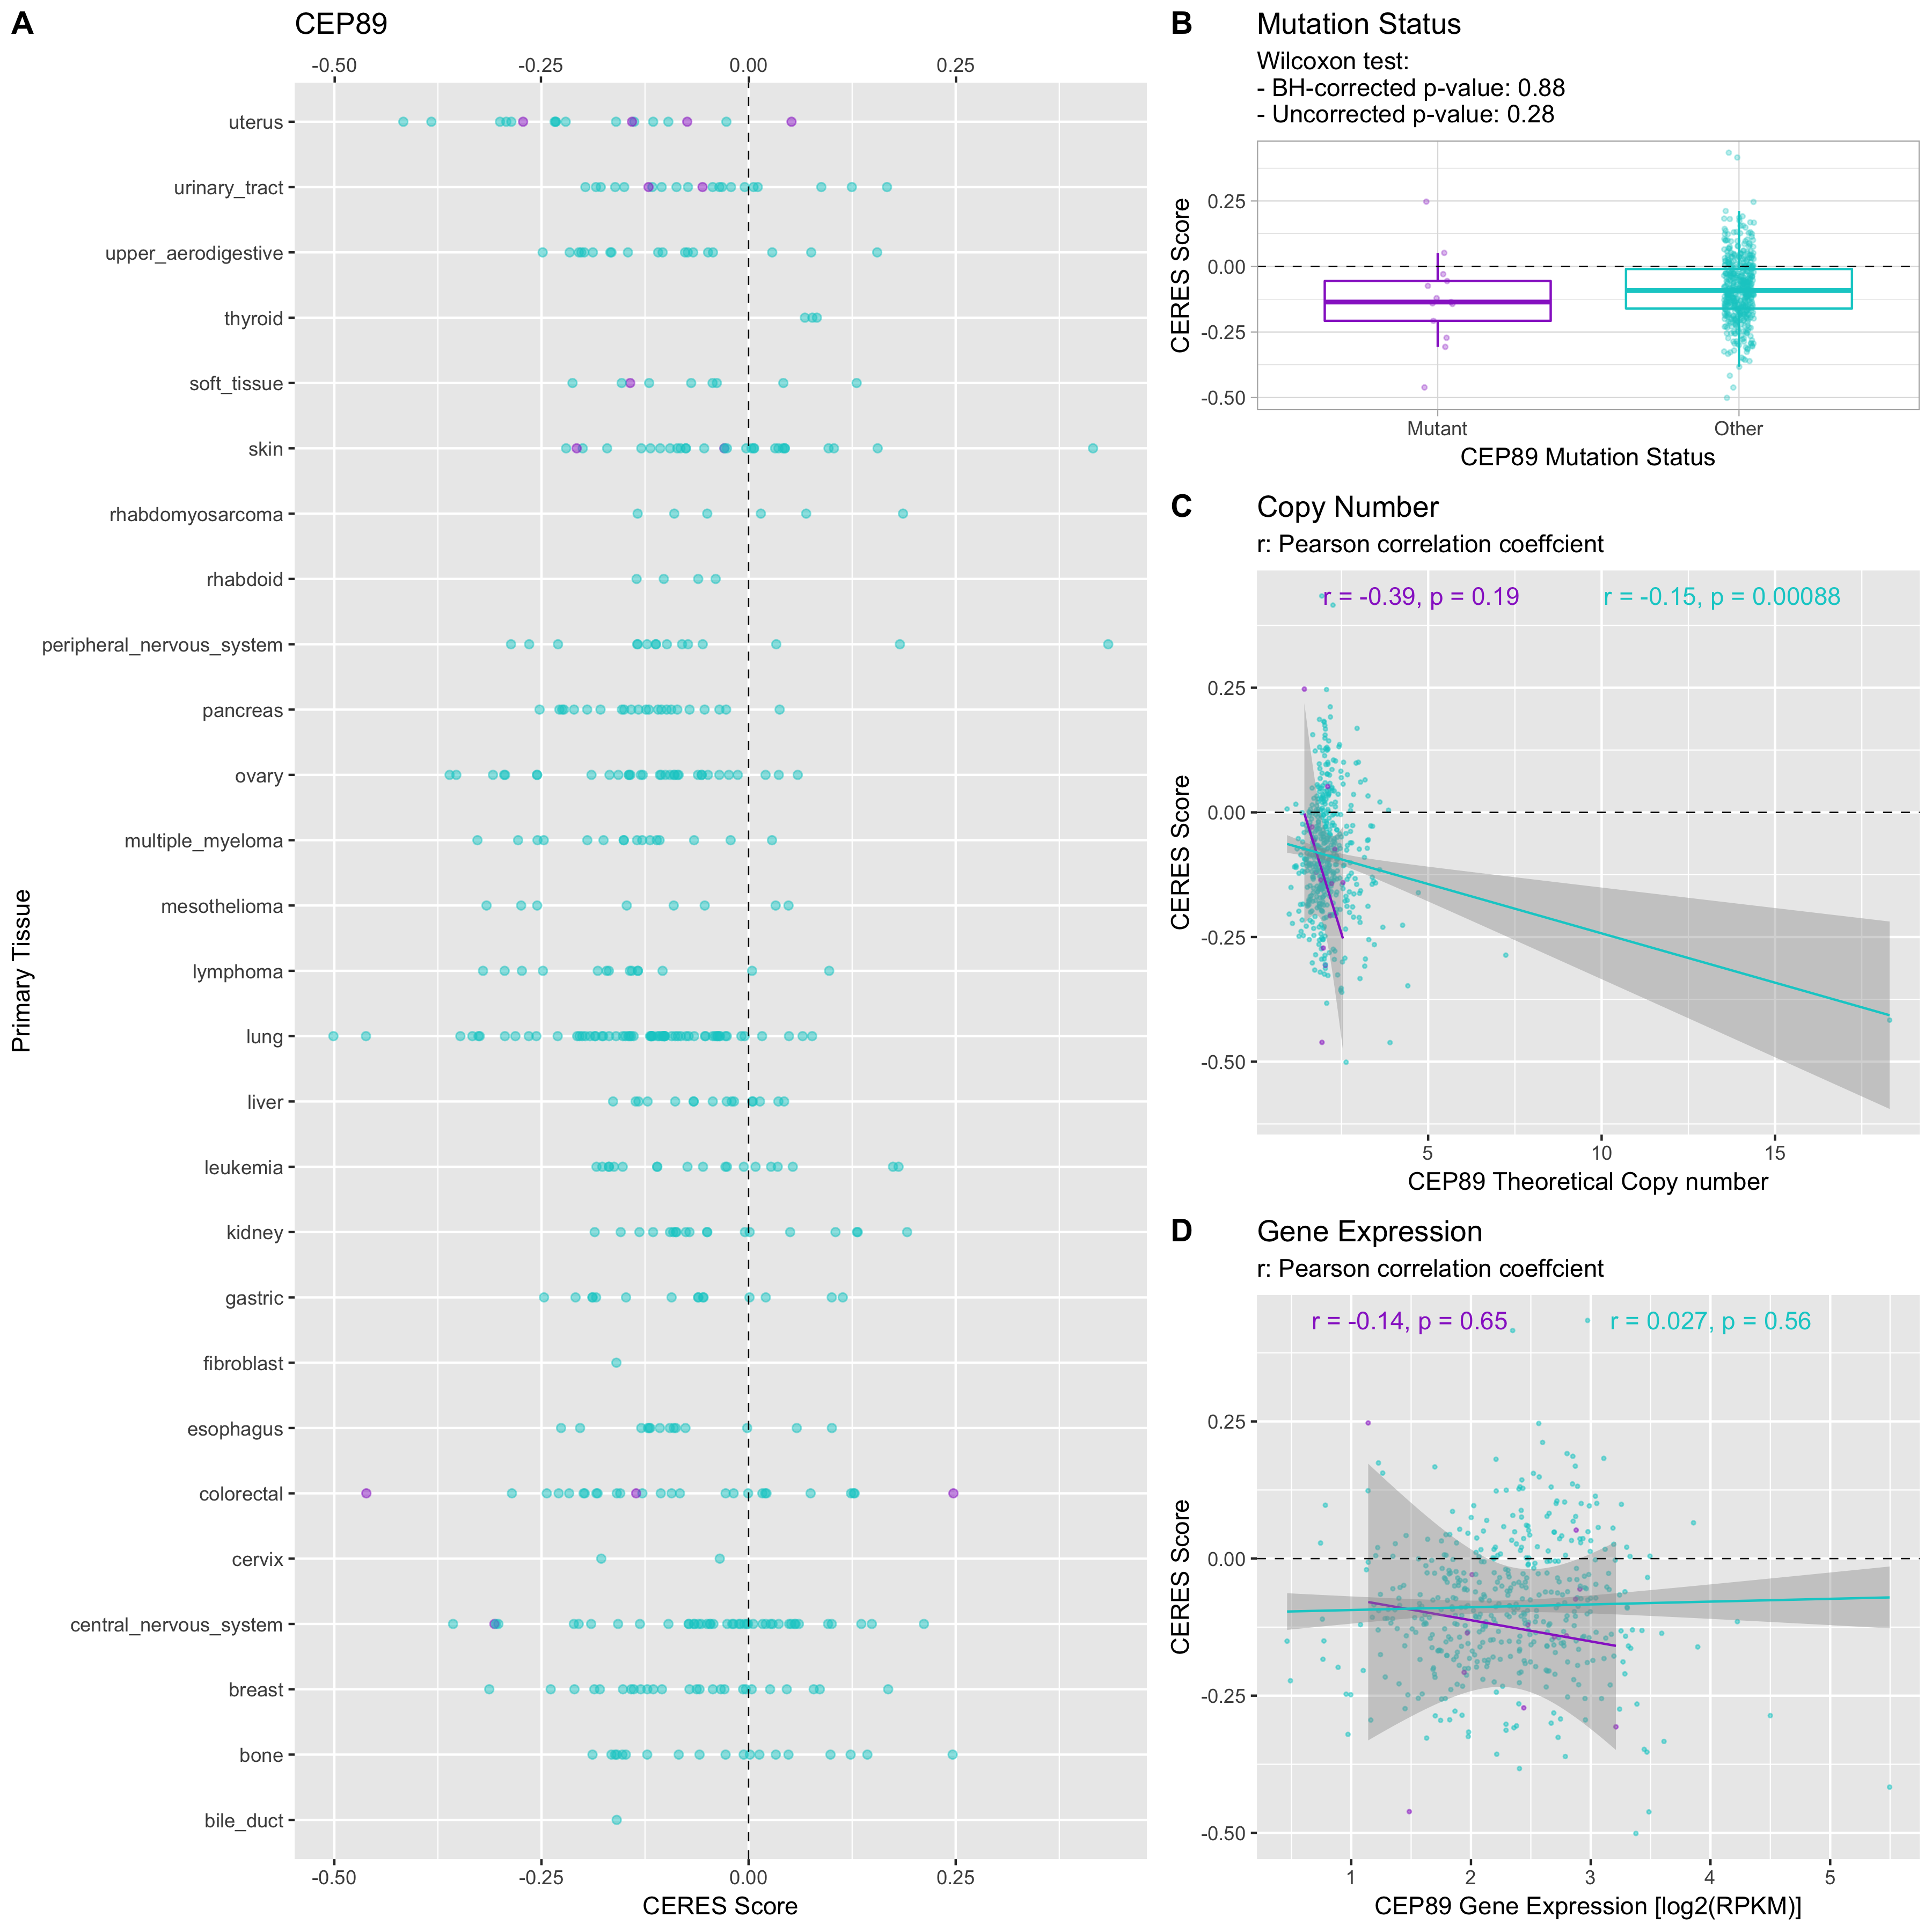 A
CEP89
-0.50 -0.25 0.00 0.25
Primary Tissue
uterus
urinary_tract
upper_aerodigestive
thyroid
soft_tissue
skin
rhabdomyosarcoma
rhabdoid
peripheral_nervous_system
pancreas
ovary
multiple_myeloma
mesothelioma
lymphoma
lung
liver
leukemia
kidney
gastric
fibroblast
esophagus
colorectal
cervix
central_nervous_system
breast
bone
bile_duct
-0.50 -0.25 0.00 0.25
CERES Score
B
Mutation Status
Wilcoxon test:
- BH-corrected p-value: 0.88
- Uncorrected p-value: 0.28
CERES Score
0.25
0.00
-0.25
-0.50
Mutant Other
CEP89 Mutation Status
C
Copy Number
r: Pearson correlation coeffcient
r = -0.39, p = 0.19 r = -0.15, p = 0.00088
CERES Score
0.25
0.00
-0.25
-0.50
5 10 15
CEP89 Theoretical Copy number
D
Gene Expression
r: Pearson correlation coeffcient
r = -0.14, p = 0.65 r = 0.027, p = 0.56
CERES Score
0.25
0.00
-0.25
-0.50
1 2 3 4 5
CEP89 Gene Expression [log2(RPKM)]